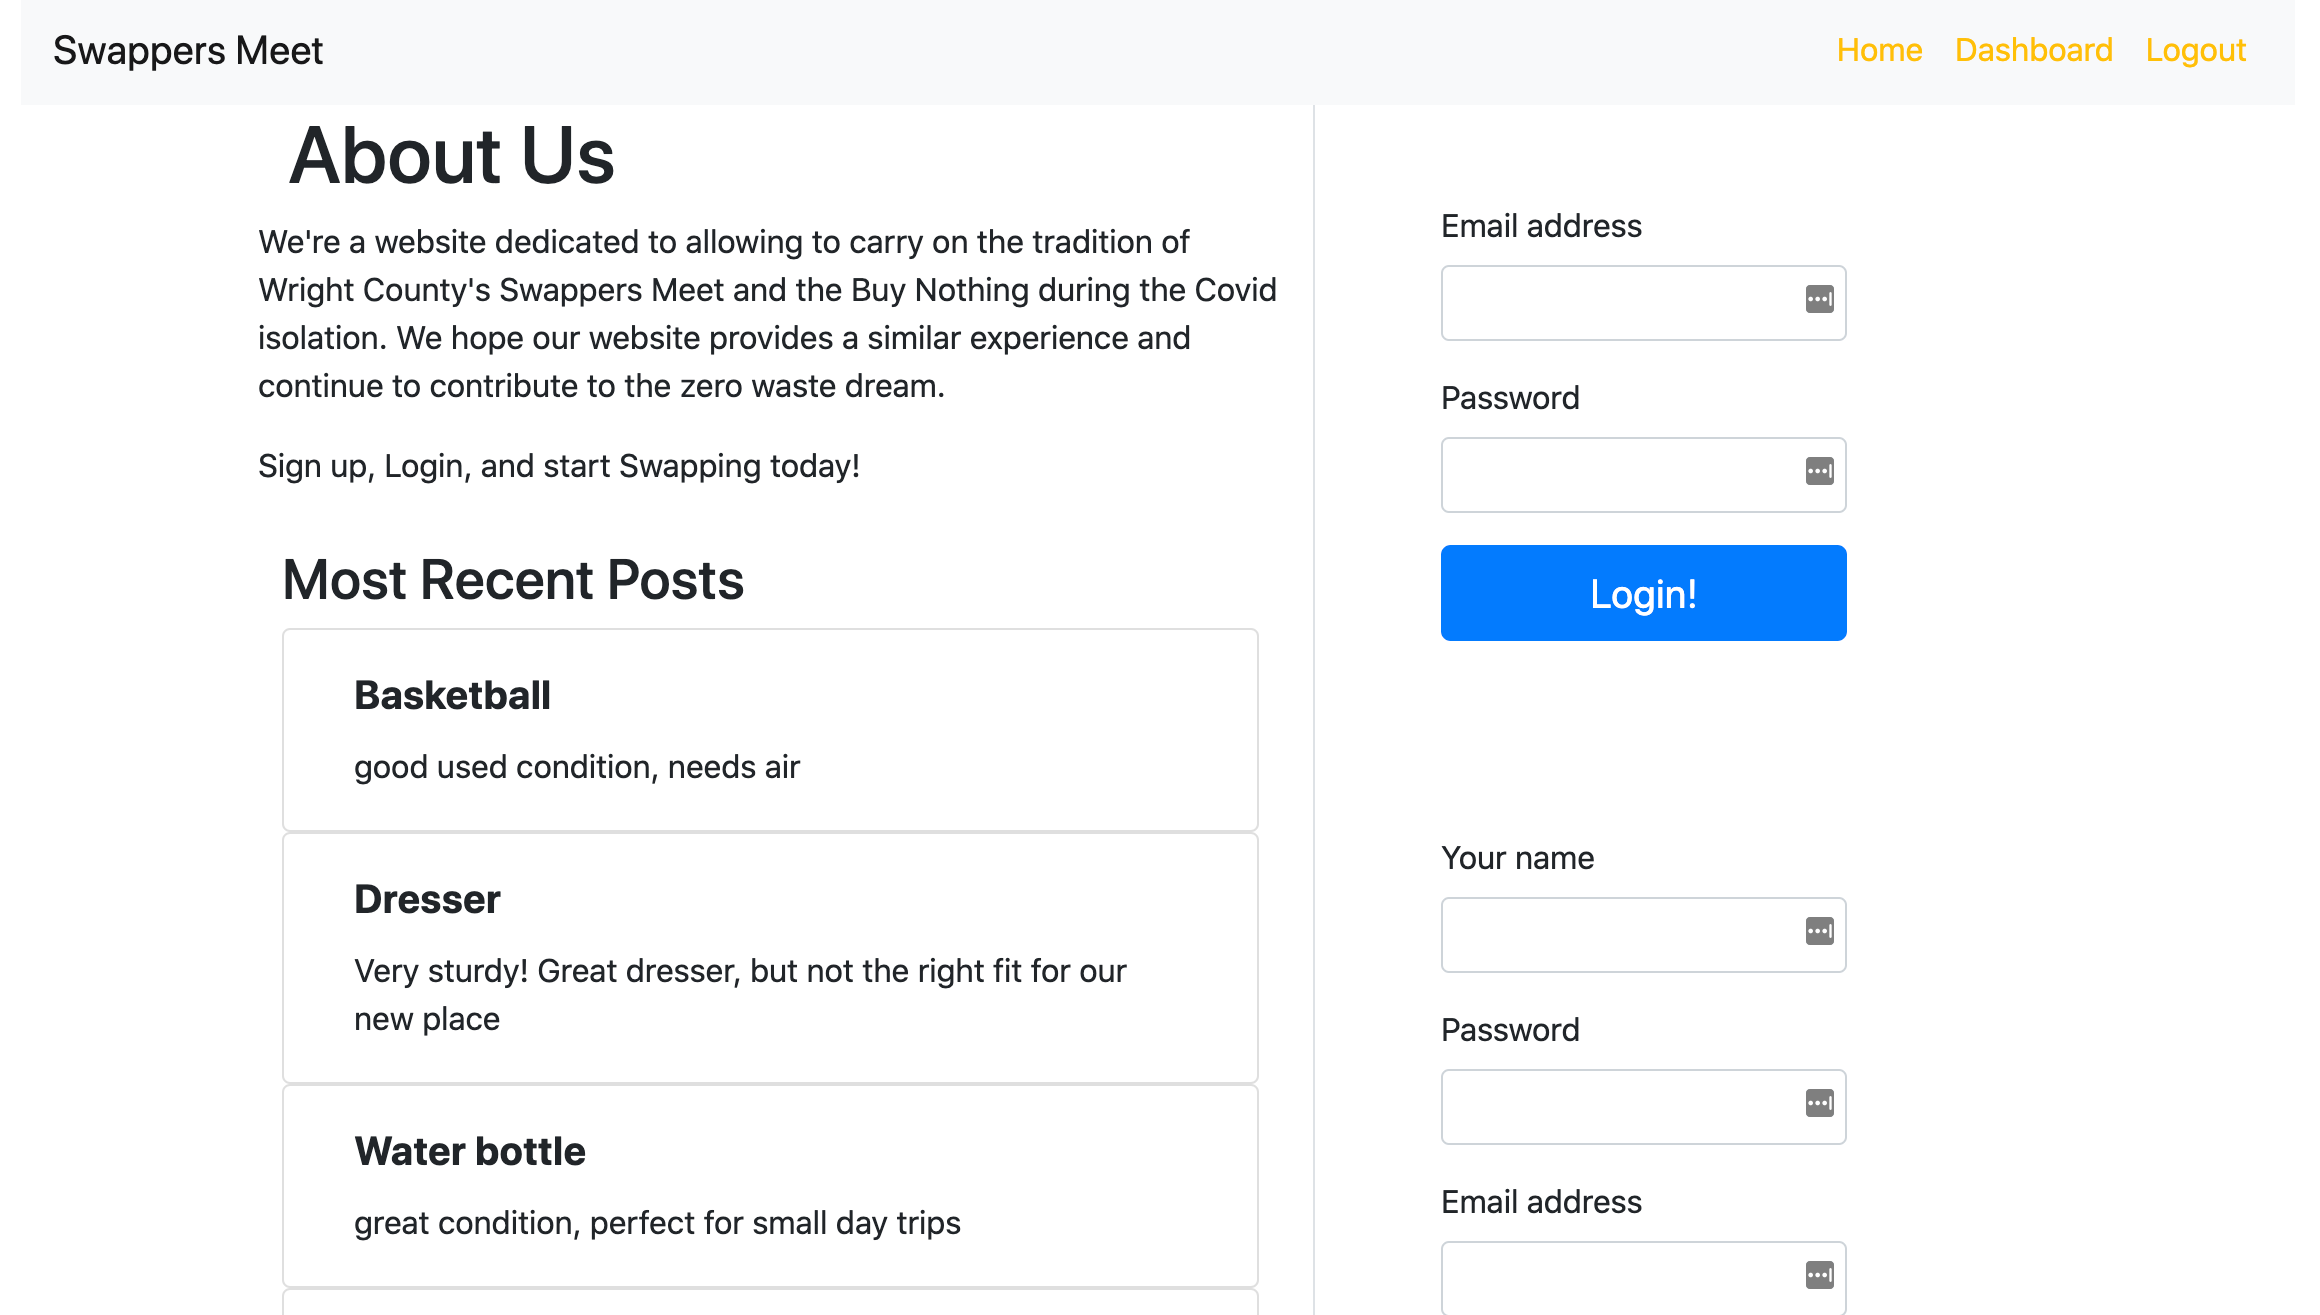 Swappers Meet
Home Dashboard Logout
About Us
We're a website dedicated to allowing to carry on the tradition of
Wright County's Swappers Meet and the Buy Nothing during the Covid
isolation. We hope our website provides a similar experience and
continue to contribute to the zero waste dream.
Sign up, Login, and start Swapping today!
Most Recent Posts
Basketball
good used condition, needs air
Dresser
Very sturdy! Great dresser, but not the right fit for our
new place
Water bottle
great condition, perfect for small day trips
Email address
Password
Login!
Your name
Password
Email address